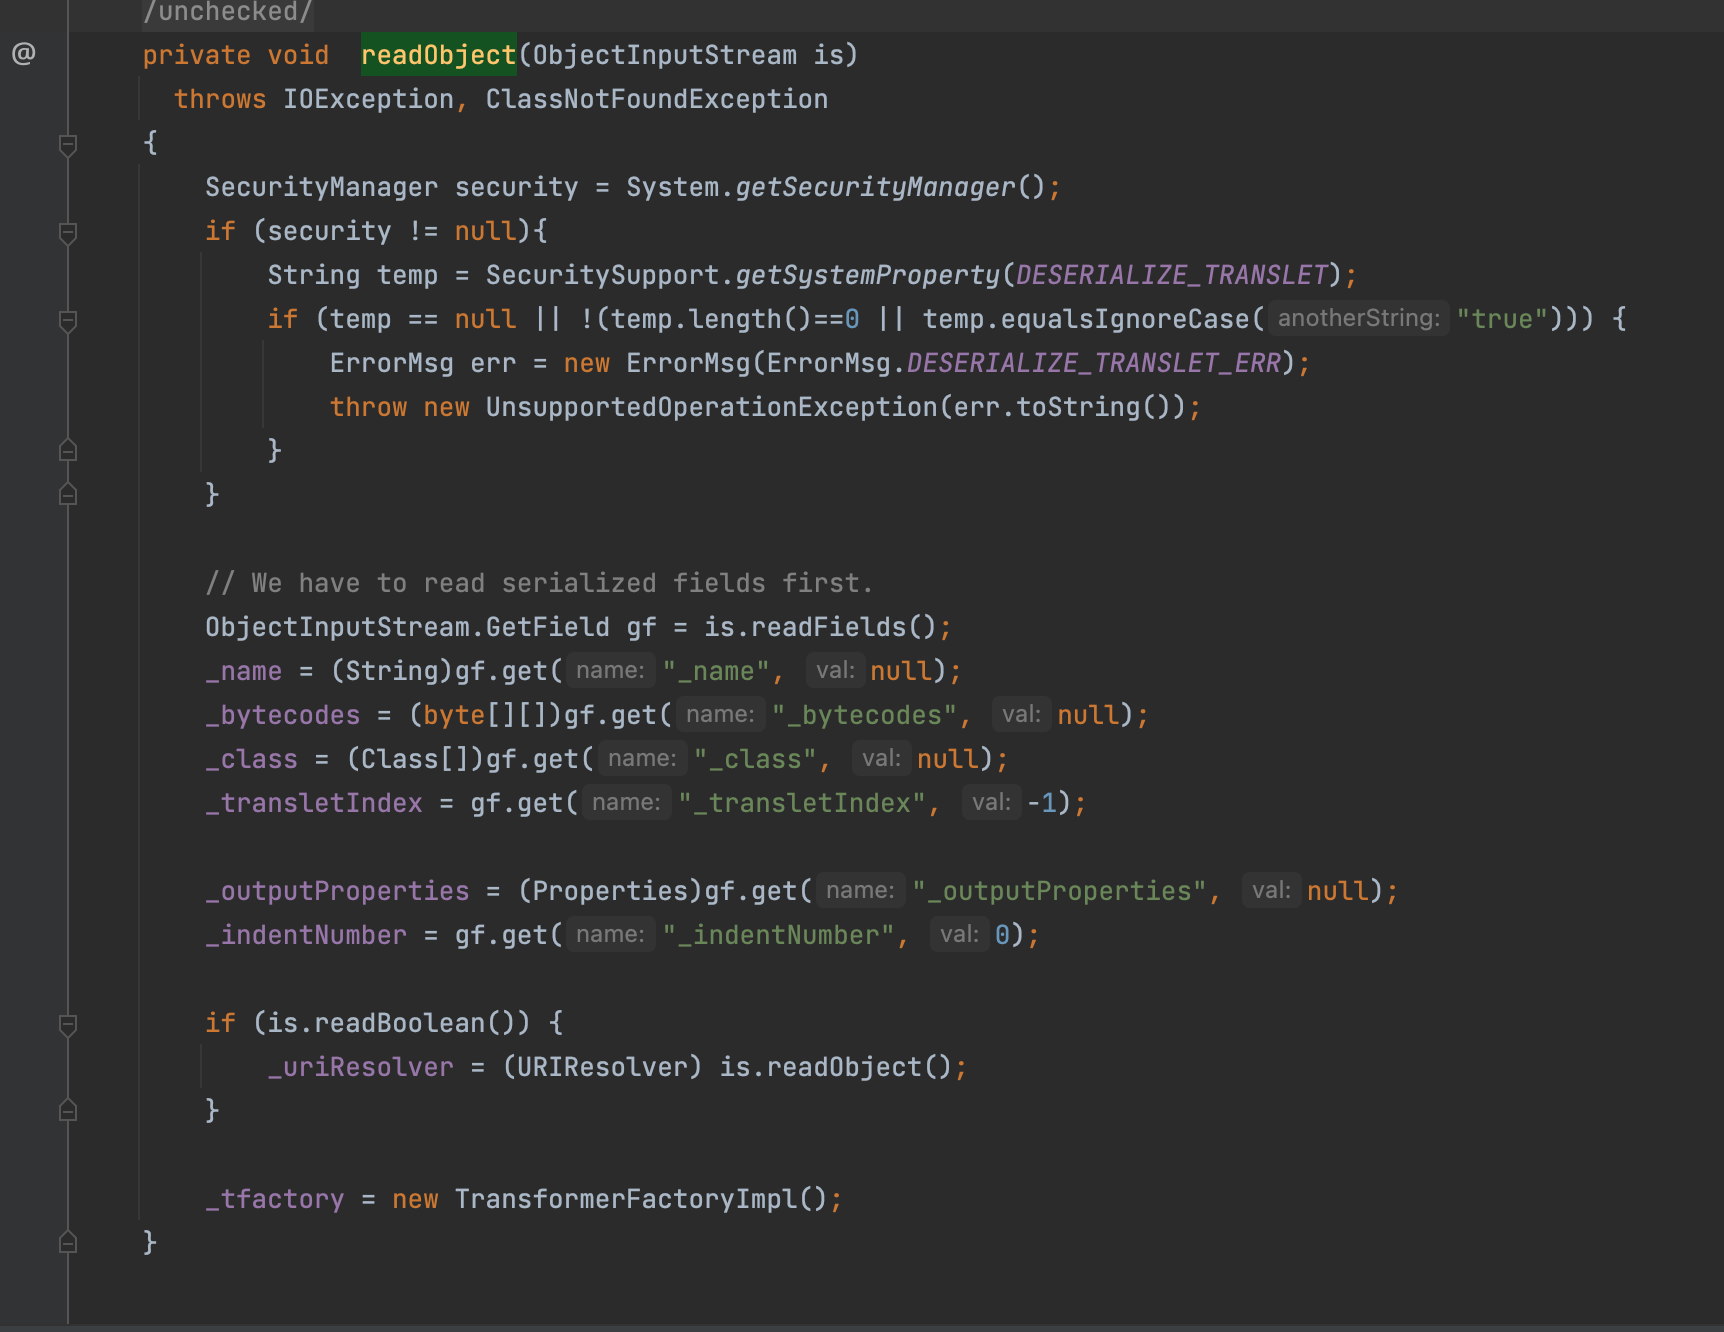 /unchecked/
@
private void  readObject(ObjectInputStream is)
  throws IOException, ClassNotFoundException
{
    SecurityManager security = System.getSecurityManager();
    if (security != null){
        String temp = SecuritySupport.getSystemProperty(DESERIALIZE_TRANSLET);
        if (temp == null || !(temp.length()==0 || temp.equalsIgnoreCase( anotherString: "true"))) {
            ErrorMsg err = new ErrorMsg(ErrorMsg.DESERIALIZE_TRANSLET_ERR);
            throw new UnsupportedOperationException(err.toString());
        }
    }
    // We have to read serialized fields first.
    ObjectInputStream.GetField gf = is.readFields();
    _name = (String)gf.get( name: "_name", val: null);
    _bytecodes = (byte[][])gf.get( name: "_bytecodes", val: null);
    _class = (Class[])gf.get( name: "_class", val: null);
    _transletIndex = gf.get( name: "_transletIndex", val: -1);
    _outputProperties = (Properties)gf.get( name: "_outputProperties", val: null);
    _indentNumber = gf.get( name: "_indentNumber", val: 0);
    if (is.readBoolean()) {
        _uriResolver = (URIResolver) is.readObject();
    }
    _tfactory = new TransformerFactoryImpl();
}